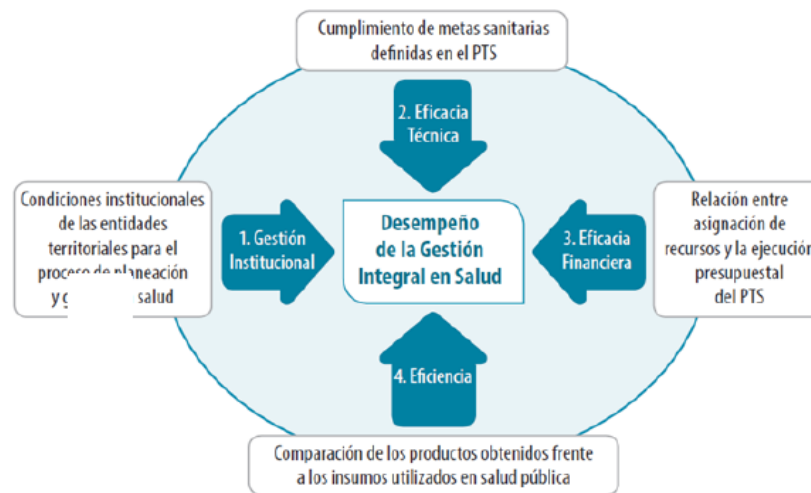 Cumplimiento de metas sanitarias
definidas en el PTS
2. Eficacia
Técnica
Condiciones institucionales
de las entidades
territoriales para el
proceso de planeación
y salud
1. Gestión
Institucional
Desempeño
de la Gestión
Integral en Salud
3. Eficacia
Financiera
Relación entre
asignación de
recursos y la ejecución
presupuestal
del PTS
4. Eficiencia
Comparación de los productos obtenidos frente
a los insumos utilizados en salud pública